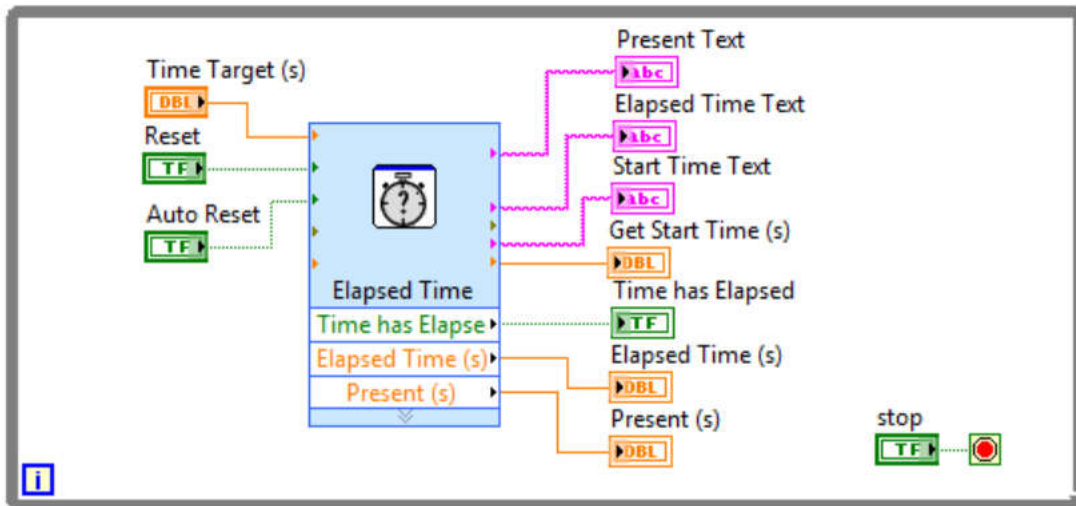 Present Text
abc
Time Target (s)
DBL
Elapsed Time Text
abc
Reset
TF
Start Time Text
abc
Auto Reset
TF
Get Start Time (s)
DBL
?
Elapsed Time
Time has Elapsed
TF
Time has Elapse
Elapsed Time (s)
Elapsed Time (s)
DBL
Present (s)
Present (s)
DBL
stop
TF
i